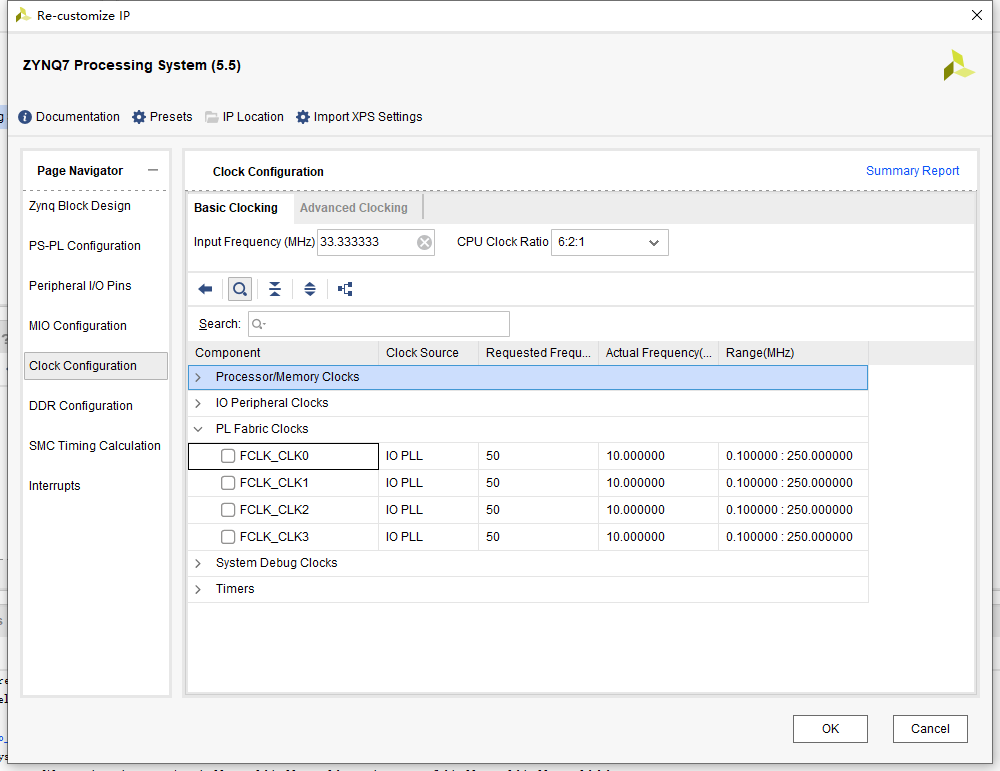 Re-customize IP
ZYNQ7 Processing System (5.5)
Documentation Presets IP Location Import XPS Settings
Page Navigator
Zynq Block Design
PS-PL Configuration
Peripheral I/O Pins
MIO Configuration
Clock Configuration
DDR Configuration
SMC Timing Calculation
Interrupts
Clock Configuration Summary Report
Basic Clocking Advanced Clocking
Input Frequency (MHz) 33.333333 CPU Clock Ratio 6:2:1
Search:
Component Clock Source Requested Frequ... Actual Frequency(... Range(MHz)
Processor/Memory Clocks
IO Peripheral Clocks
PL Fabric Clocks
FCLK_CLK0 IO PLL 50 10.000000 0.100000 : 250.000000
FCLK_CLK1 IO PLL 50 10.000000 0.100000 : 250.000000
FCLK_CLK2 IO PLL 50 10.000000 0.100000 : 250.000000
FCLK_CLK3 IO PLL 50 10.000000 0.100000 : 250.000000
System Debug Clocks
Timers
OK Cancel